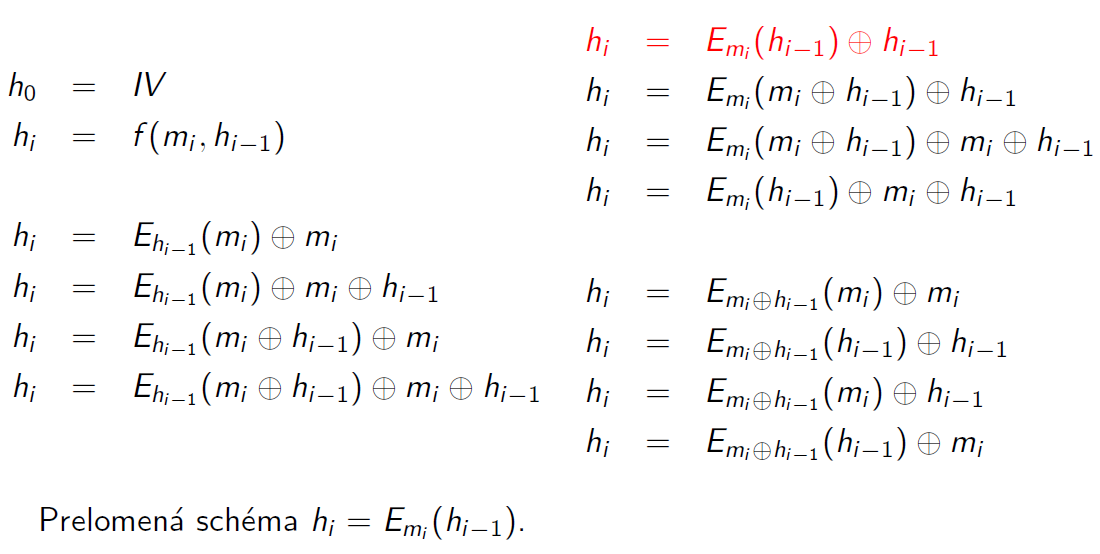 h₀ = IV
hᵢ = f(mᵢ, hᵢ₋₁)
h_i = E_{h_{i−1}}(m_i) ⊕ m_i
h_i = E_{h_{i−1}}(m_i) ⊕ m_i ⊕ h_{i−1}
h_i = E_{h_{i−1}}(m_i ⊕ h_{i−1}) ⊕ m_i
h_i = E_{h_{i−1}}(m_i ⊕ h_{i−1}) ⊕ m_i ⊕ h_{i−1}
h_i = E_{m_i}(h_{i−1}) ⊕ h_{i−1}
h_i = E_{m_i}(m_i ⊕ h_{i−1}) ⊕ h_{i−1}
h_i = E_{m_i}(m_i ⊕ h_{i−1}) ⊕ m_i ⊕ h_{i−1}
h_i = E_{m_i}(h_{i−1}) ⊕ m_i ⊕ h_{i−1}
h_i = E_{m_i⊕h_{i−1}}(m_i) ⊕ m_i
h_i = E_{m_i⊕h_{i−1}}(h_{i−1}) ⊕ h_{i−1}
h_i = E_{m_i⊕h_{i−1}}(m_i) ⊕ h_{i−1}
h_i = E_{m_i⊕h_{i−1}}(h_{i−1}) ⊕ m_i
Prelomená schéma h_i = E_{m_i}(h_{i−1}).